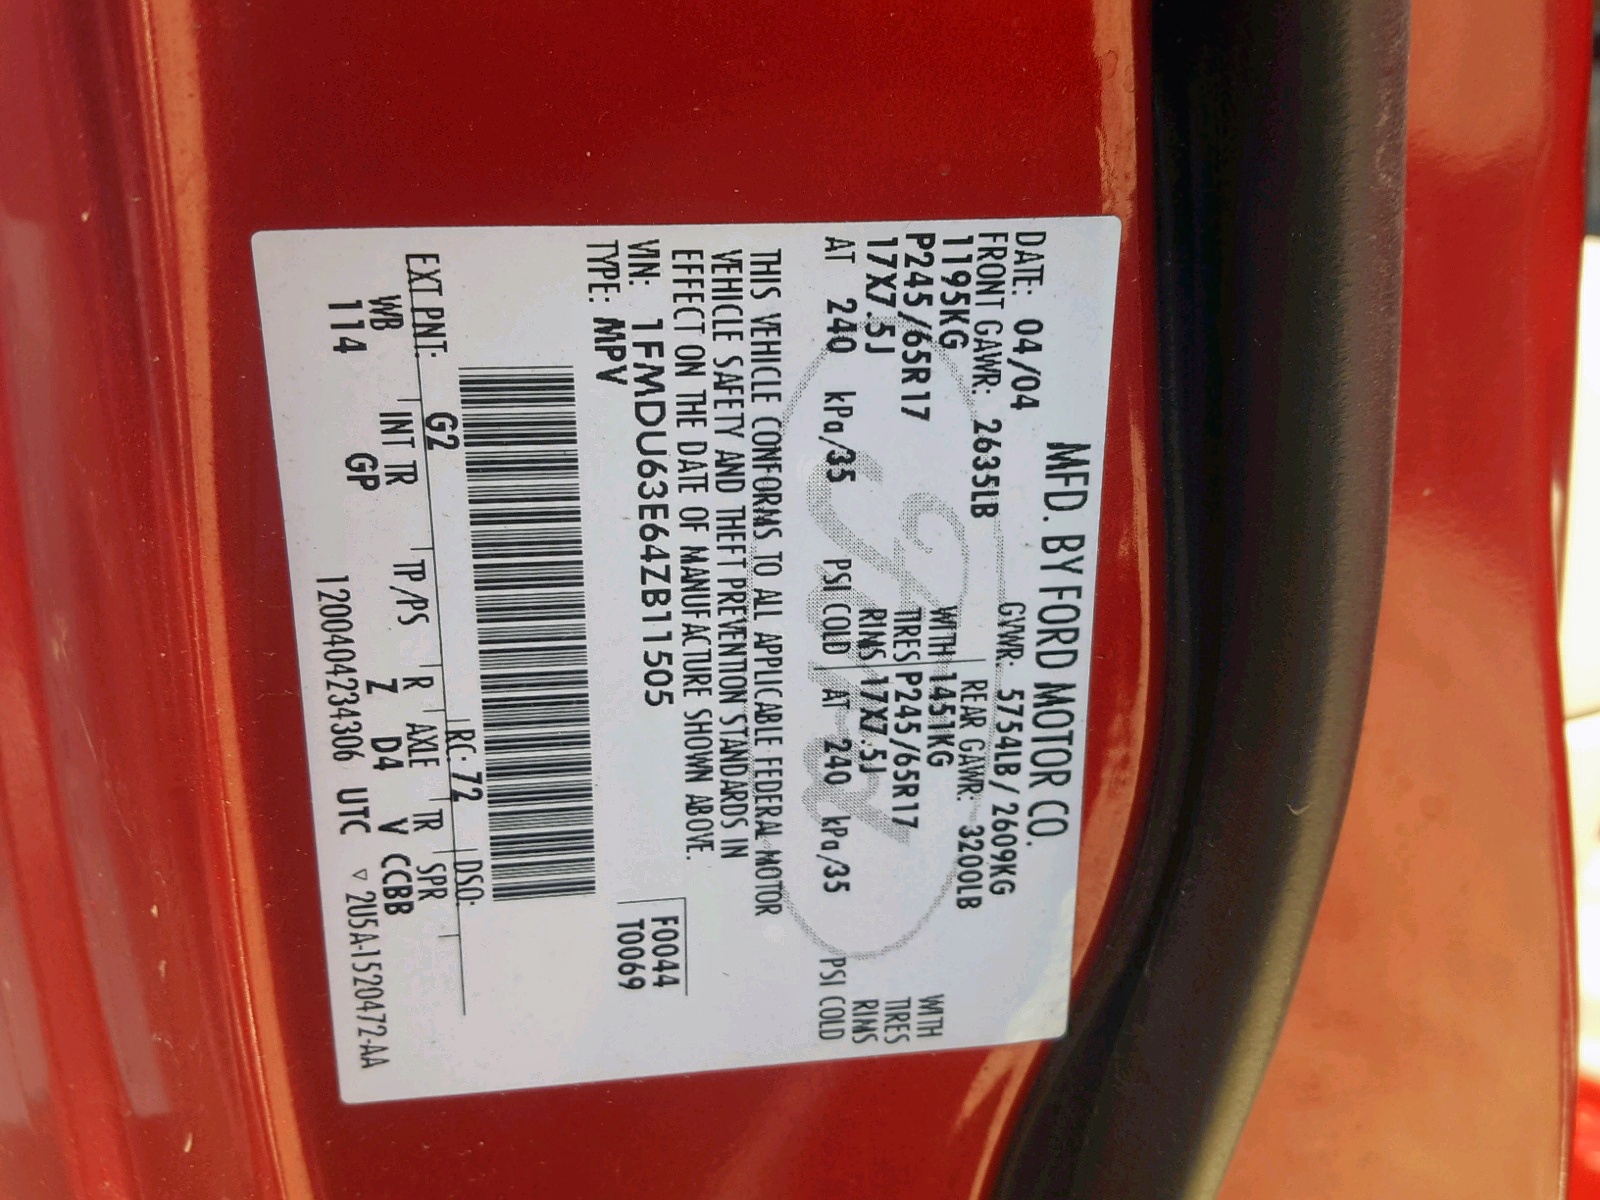 MFD. BY FORD MOTOR CO.
DATE: 04/04 GVWR: 5754LB/2609KG
FRONT GAWR: 2635LB REAR GAWR: 3200LB
1195KG WITH 1451KG WITH
P245/65R17 TIRES P245/65R17 TIRES
17X7.5J RIMS 17X7.5J RIMS
AT 240 kPa/35 PSI COLD AT 240 kPa/35 PSI COLD
THIS VEHICLE CONFORMS TO ALL APPLICABLE FEDERAL MOTOR
VEHICLE SAFETY AND THEFT PREVENTION STANDARDS IN
EFFECT ON THE DATE OF MANUFACTURE SHOWN ABOVE.
VIN: 1FMDU63E64ZB11505 F0044
TYPE: MPV T0069
EXT PNT: G2 RC: 72 DSO:
WB INT TR TP/PS R AXLE TR SPR
114 GP Z D4 V CCBB
1200404234306 UTC ▽ 2U5A-1520472-AA
Ford